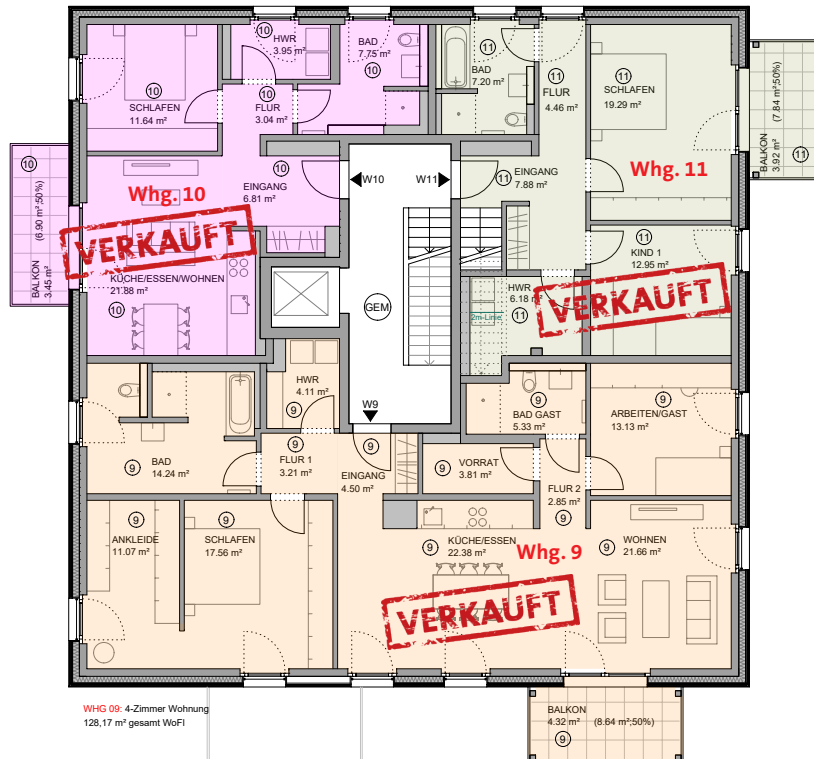 10
HWR
3.95 m²
BAD
7.75 m²
10
10
SCHLAFEN
11.64 m²
10
FLUR
3.04 m²
11
BAD
7.20 m²
11
FLUR
4.46 m²
11
SCHLAFEN
19.29 m²
BALKON (7.84 m²;50%)
3.92 m²
11
10
BALKON (6.90 m²;50%)
3.45 m²
Whg. 10
10
EINGANG
6.81 m²
W10
W11
11
EINGANG
7.88 m²
Whg. 11
VERKAUFT
KÜCHE/ESSEN/WOHNEN
21.88 m²
10
11
KIND 1
12.95 m²
HWR
6.18 m²
2m-Linie
11
VERKAUFT
GEM
HWR
4.11 m²
9
W9
9
BAD
14.24 m²
9
FLUR 1
3.21 m²
9
EINGANG
4.50 m²
9
BAD GAST
5.33 m²
9
ARBEITEN/GAST
13.13 m²
9
VORRAT
3.81 m²
FLUR 2
2.85 m²
9
9
ANKLEIDE
11.07 m²
9
SCHLAFEN
17.56 m²
9
KÜCHE/ESSEN
22.38 m²
Whg. 9
9
WOHNEN
21.66 m²
VERKAUFT
WHG 09: 4-Zimmer Wohnung
128,17 m² gesamt WoFl
BALKON
4.32 m² (8.64 m²;50%)
9